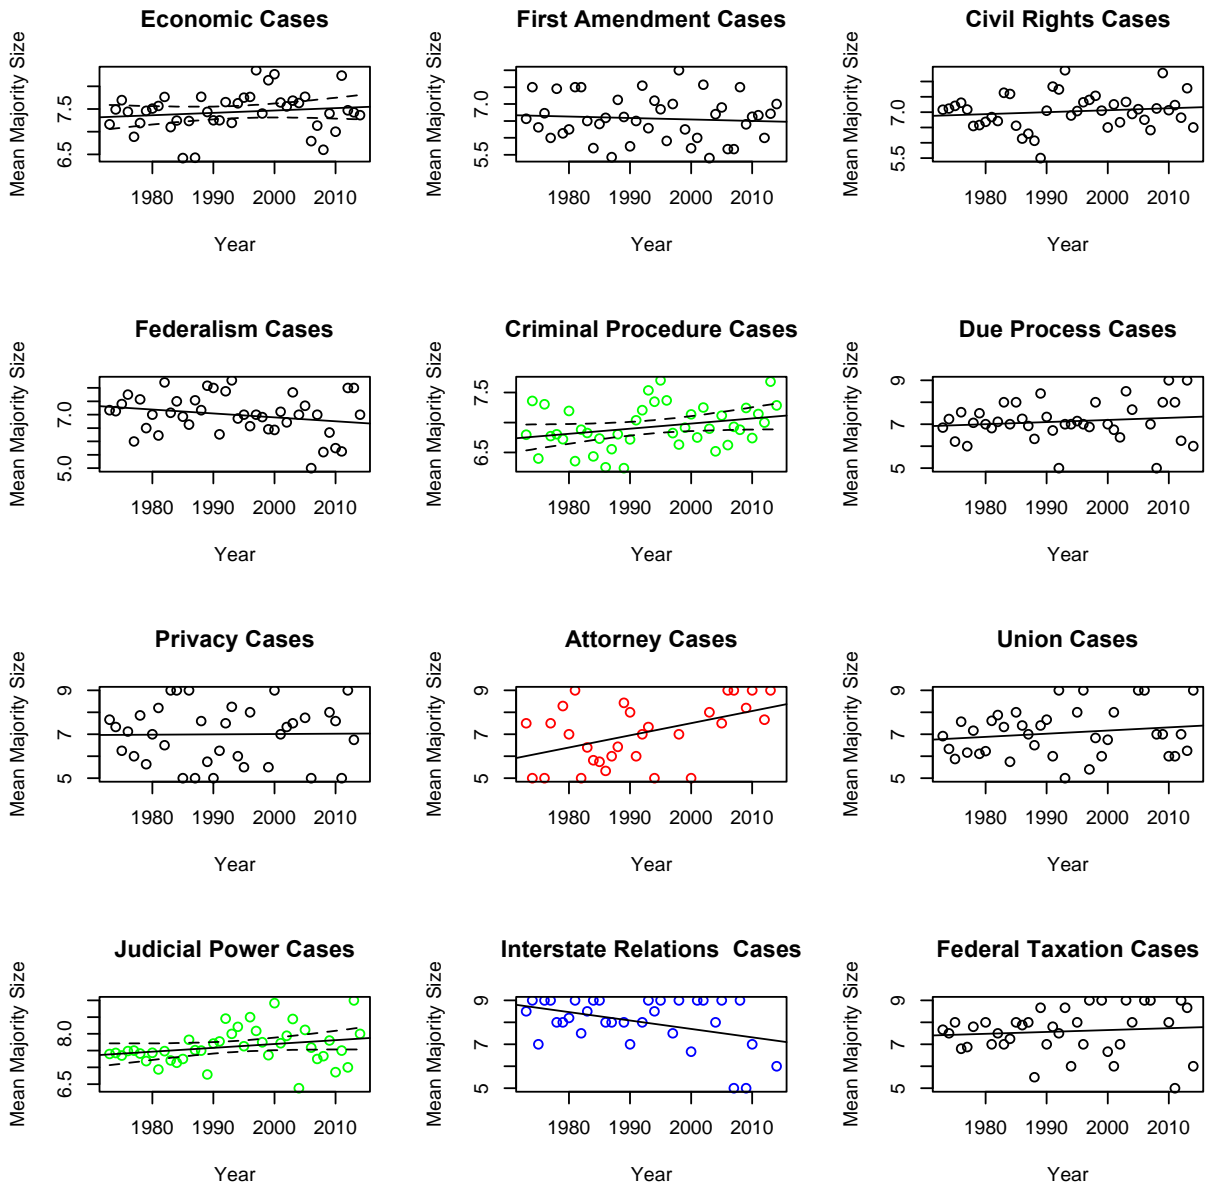 Economic Cases
Mean Majority Size
7.5
6.5
1980 1990 2000 2010
Year
First Amendment Cases
Mean Majority Size
7.0
5.5
1980 1990 2000 2010
Year
Civil Rights Cases
Mean Majority Size
7.0
5.5
1980 1990 2000 2010
Year
Federalism Cases
Mean Majority Size
7.0
5.0
1980 1990 2000 2010
Year
Criminal Procedure Cases
Mean Majority Size
7.5
6.5
1980 1990 2000 2010
Year
Due Process Cases
Mean Majority Size
9
7
5
1980 1990 2000 2010
Year
Privacy Cases
Mean Majority Size
9
7
5
1980 1990 2000 2010
Year
Attorney Cases
Mean Majority Size
9
7
5
1980 1990 2000 2010
Year
Union Cases
Mean Majority Size
9
7
5
1980 1990 2000 2010
Year
Judicial Power Cases
Mean Majority Size
8.0
6.5
1980 1990 2000 2010
Year
Interstate Relations Cases
Mean Majority Size
9
7
5
1980 1990 2000 2010
Year
Federal Taxation Cases
Mean Majority Size
9
7
5
1980 1990 2000 2010
Year